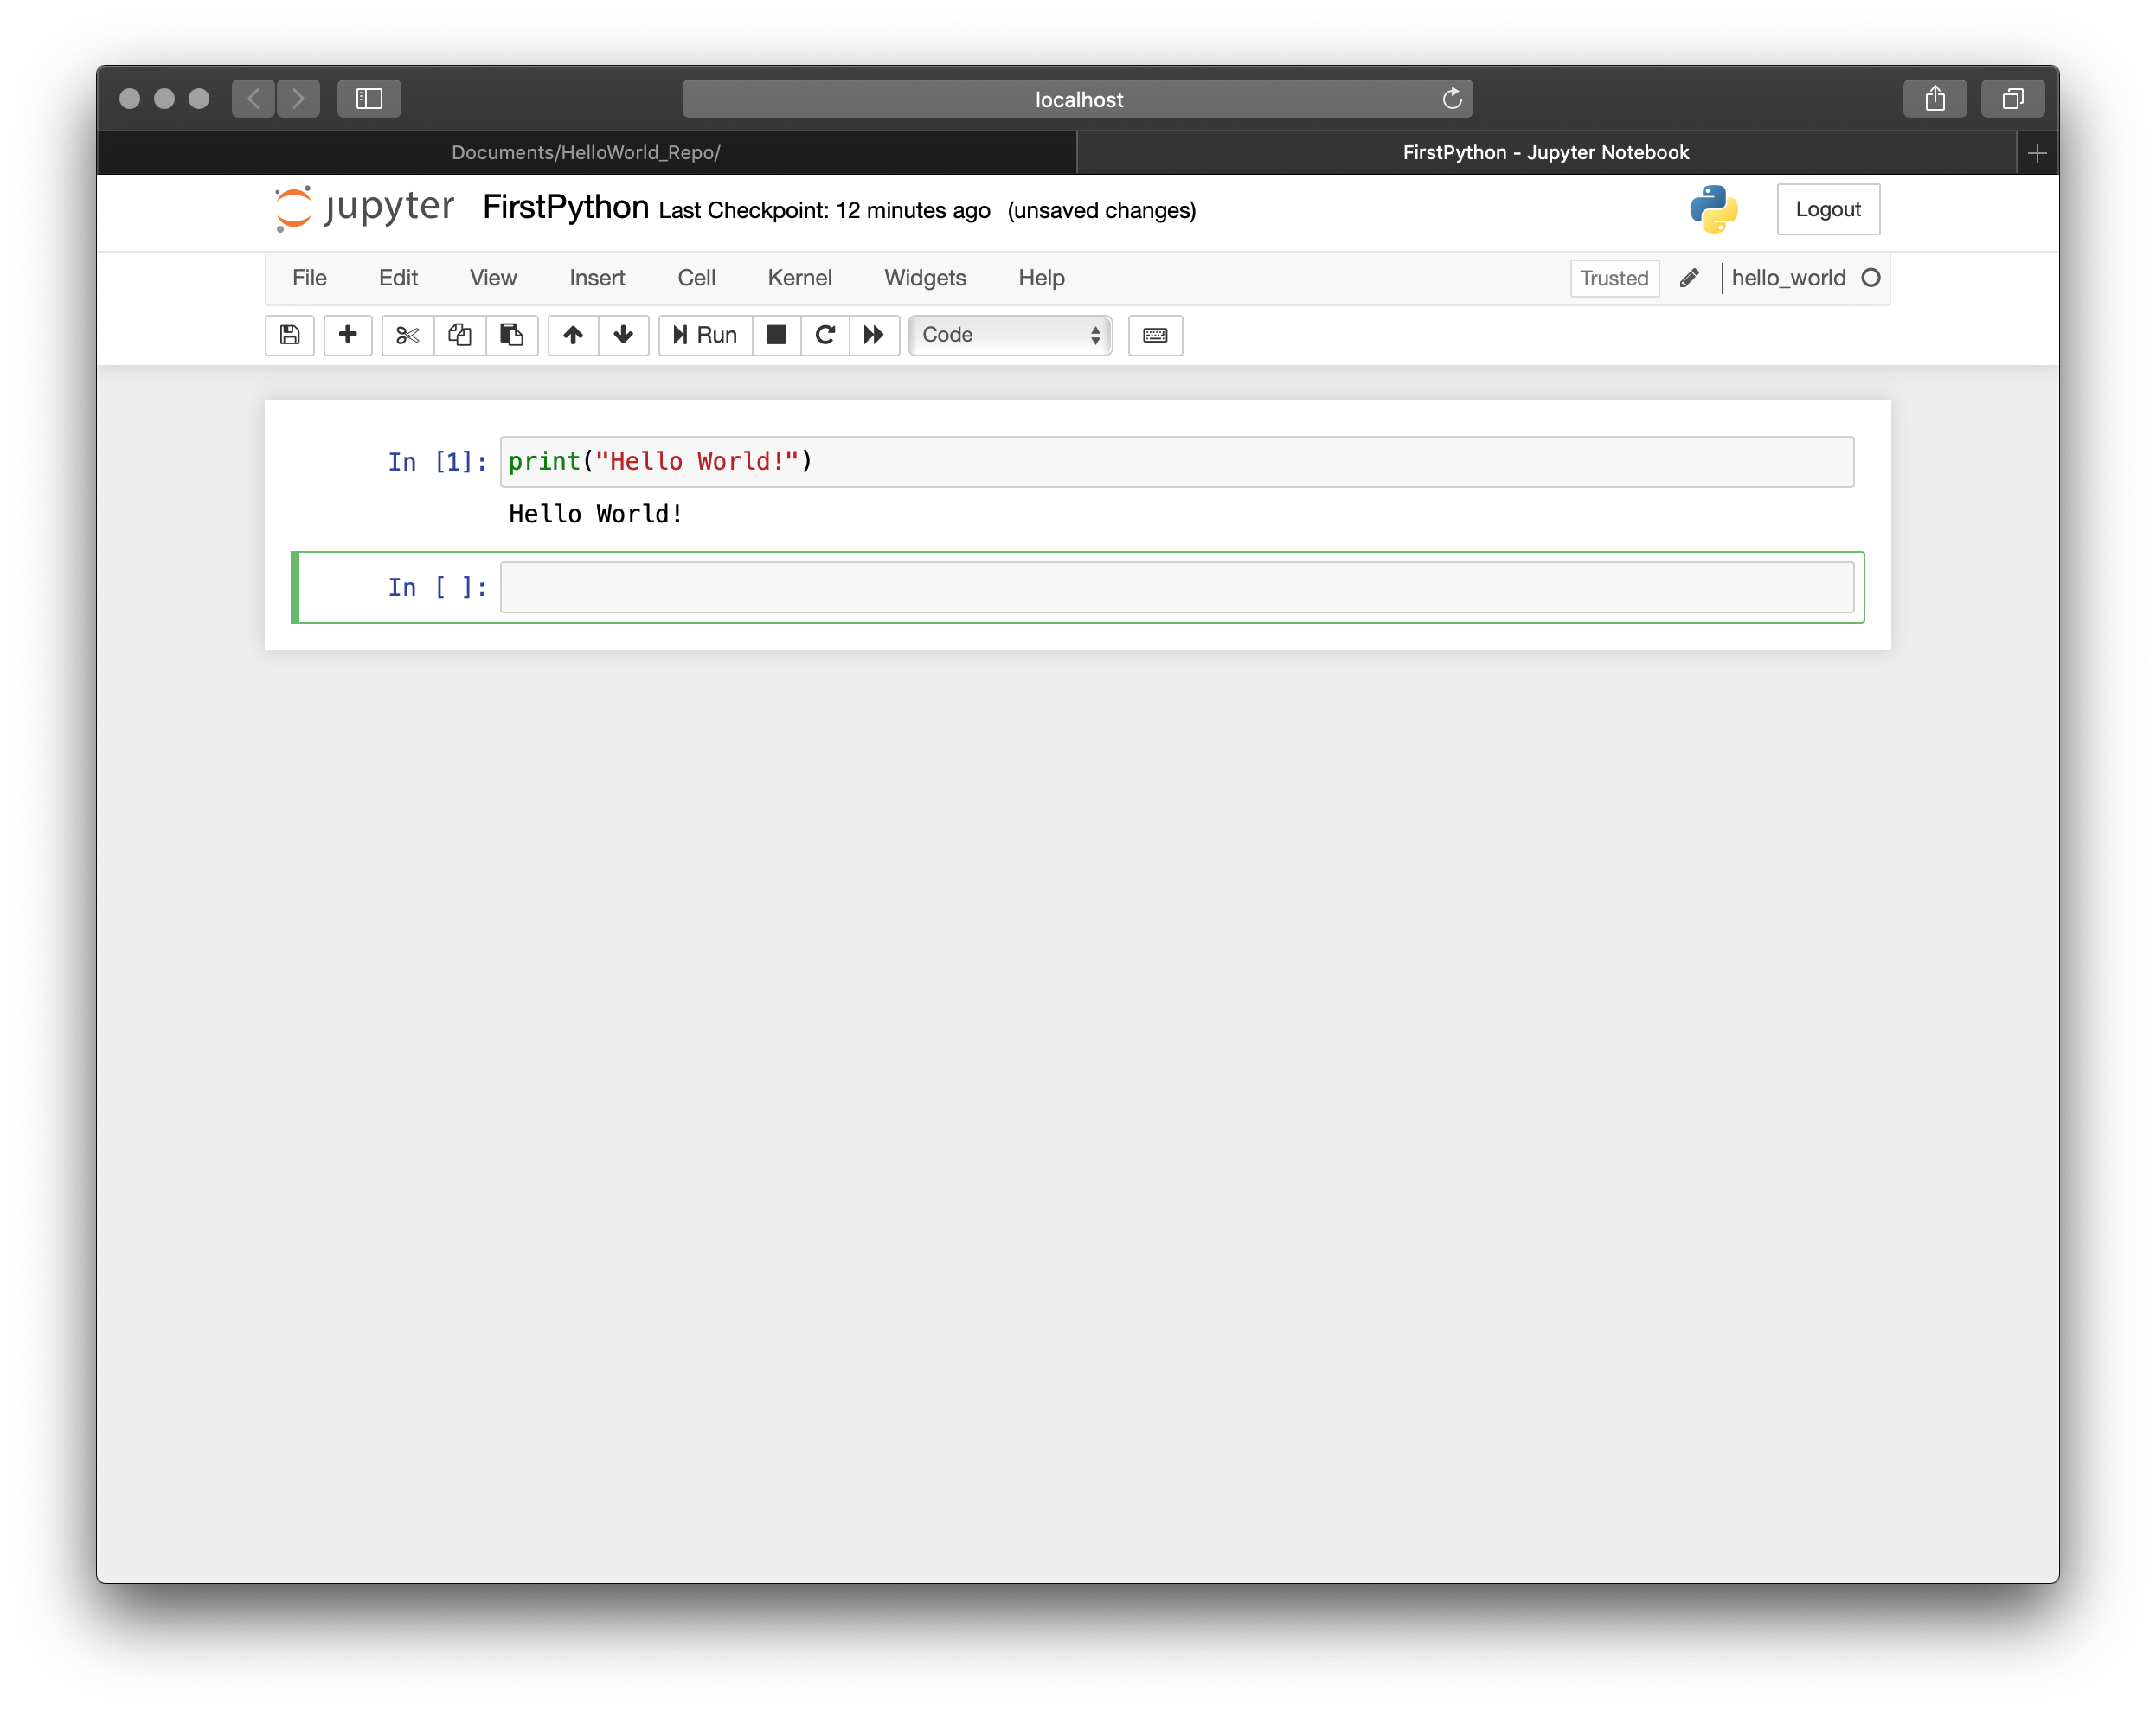 localhost
Documents/HelloWorld_Repo/ FirstPython - Jupyter Notebook
jupyter FirstPython Last Checkpoint: 12 minutes ago (unsaved changes) Logout
File Edit View Insert Cell Kernel Widgets Help Trusted hello_world
Run Code
In [1]: print("Hello World!")
Hello World!
In [ ]: